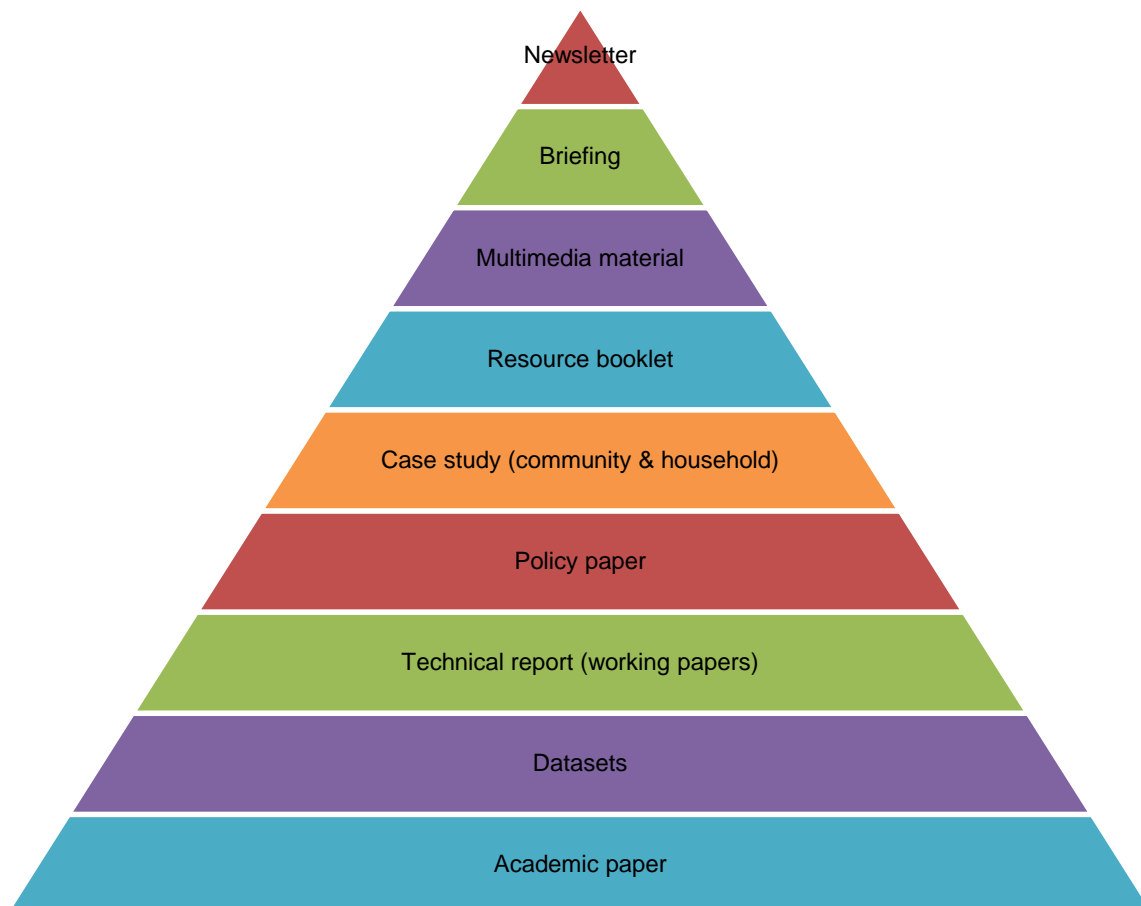 Newsletter
Briefing
Multimedia material
Resource booklet
Case study (community & household)
Policy paper
Technical report (working papers)
Datasets
Academic paper